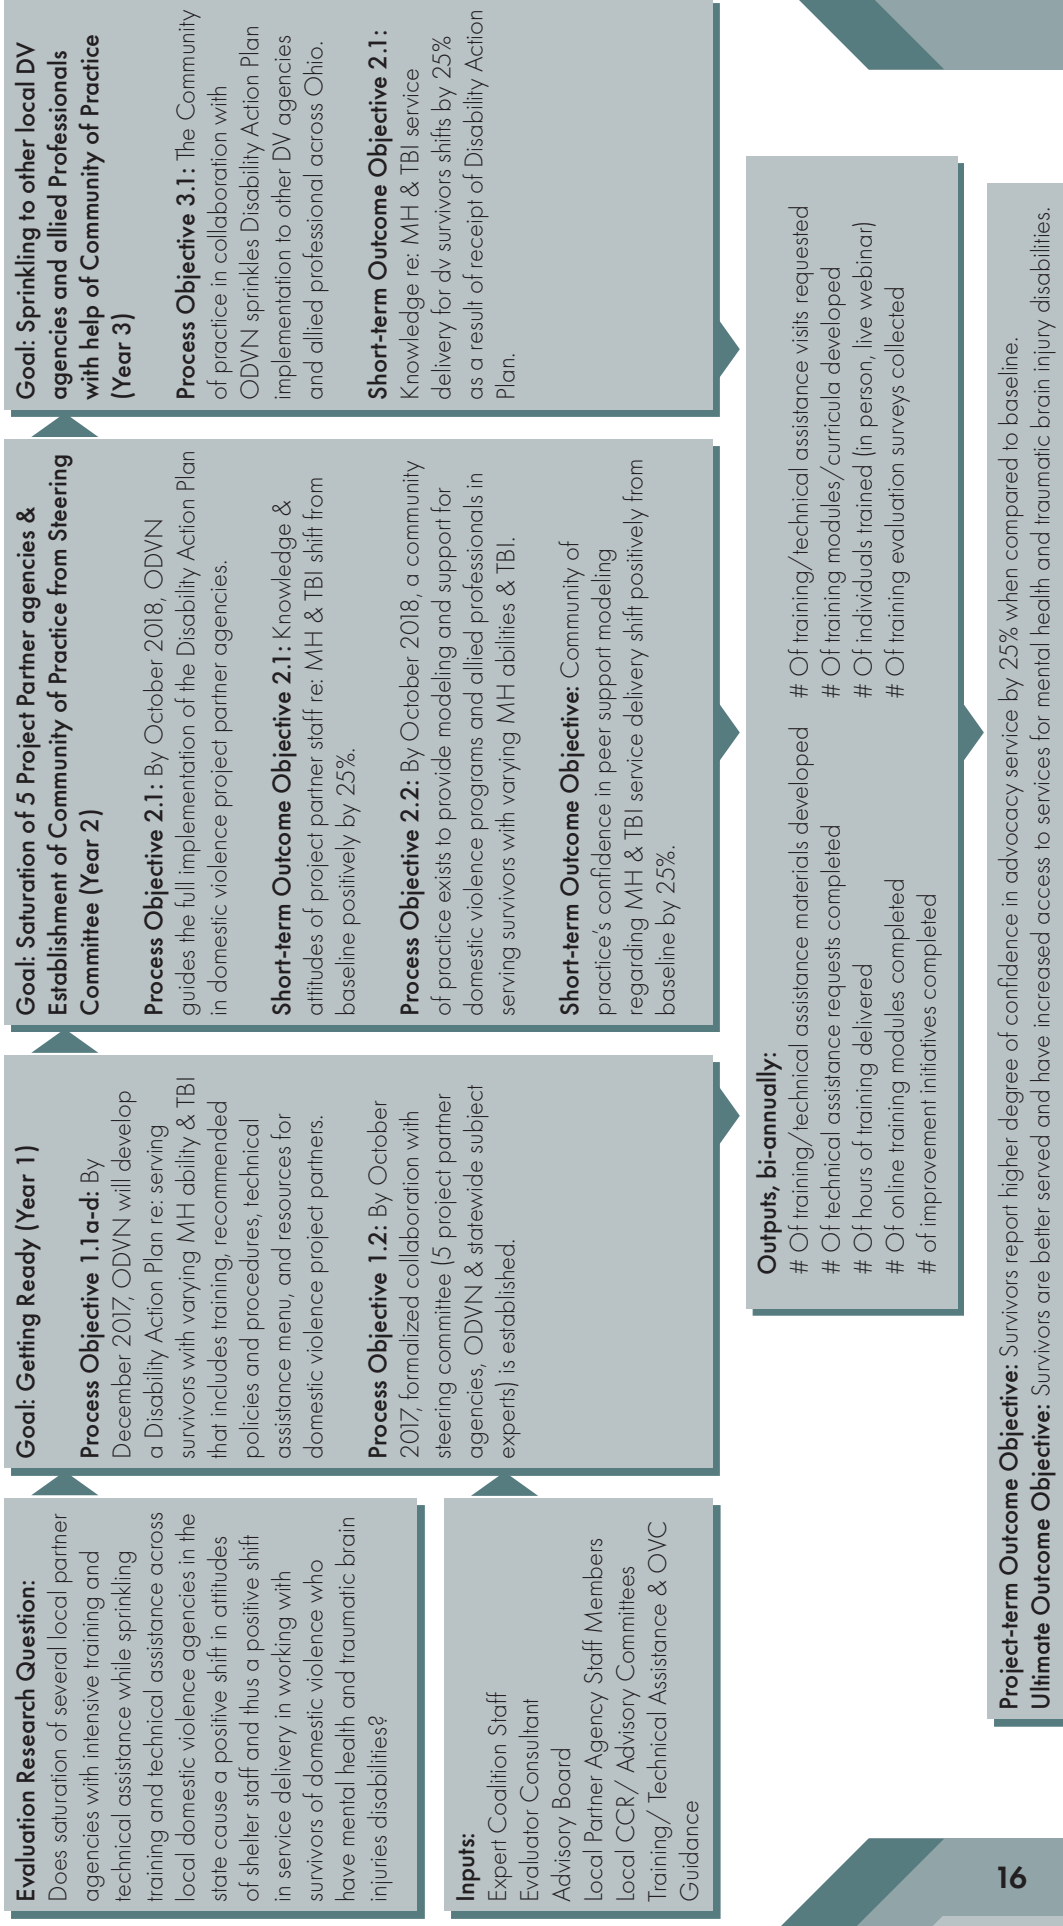 Evaluation Research Question:
Does saturation of several local partner
agencies with intensive training and
technical assistance while sprinkling
training and technical assistance across
local domestic violence agencies in the
state cause a positive shift in attitudes
of shelter staff and thus a positive shift
in service delivery in working with
survivors of domestic violence who
have mental health and traumatic brain
injuries disabilities?
Inputs:
Expert Coalition Staff
Evaluator Consultant
Advisory Board
Local Partner Agency Staff Members
Local CCR/ Advisory Committees
Training/ Technical Assistance & OVC
Guidance
Goal: Getting Ready (Year 1)
Process Objective 1.1a-d: By
December 2017, ODVN will develop
a Disability Action Plan re: serving
survivors with varying MH ability & TBI
that includes training, recommended
policies and procedures, technical
assistance menu, and resources for
domestic violence project partners.
Process Objective 1.2: By October
2017, formalized collaboration with
steering committee (5 project partner
agencies, ODVN & statewide subject
experts) is established.
Goal: Saturation of 5 Project Partner agencies &
Establishment of Community of Practice from Steering
Committee (Year 2)
Process Objective 2.1: By October 2018, ODVN
guides the full implementation of the Disability Action Plan
in domestic violence project partner agencies.
Short-term Outcome Objective 2.1: Knowledge &
attitudes of project partner staff re: MH & TBI shift from
baseline positively by 25%.
Process Objective 2.2: By October 2018, a community
of practice exists to provide modeling and support for
domestic violence programs and allied professionals in
serving survivors with varying MH abilities & TBI.
Short-term Outcome Objective: Community of
practice's confidence in peer support modeling
regarding MH & TBI service delivery shift positively from
baseline by 25%.
Goal: Sprinkling to other local DV
agencies and allied Professionals
with help of Community of Practice
(Year 3)
Process Objective 3.1: The Community
of practice in collaboration with
ODVN sprinkles Disability Action Plan
implementation to other DV agencies
and allied professional across Ohio.
Short-term Outcome Objective 2.1:
Knowledge re: MH & TBI service
delivery for dv survivors shifts by 25%
as a result of receipt of Disability Action
Plan.
Outputs, bi-annually:
# Of training/technical assistance materials developed
# Of technical assistance requests completed
# Of hours of training delivered
# Of online training modules completed
# of improvement initiatives completed
# Of training/technical assistance visits requested
# Of training modules/curricula developed
# Of individuals trained (in person, live webinar)
# Of training evaluation surveys collected
Project-term Outcome Objective: Survivors report higher degree of confidence in advocacy service by 25% when compared to baseline.
Ultimate Outcome Objective: Survivors are better served and have increased access to services for mental health and traumatic brain injury disabilities.
16